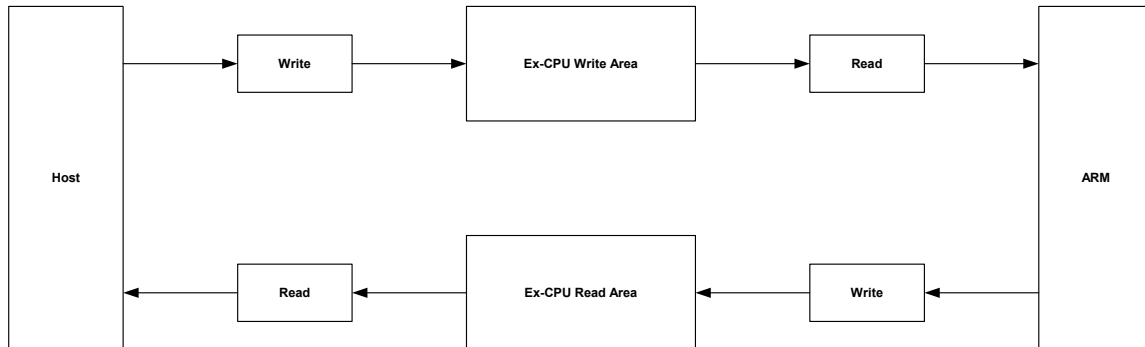 Write
Ex-CPU Write Area
Read
Host
ARM
Read
Ex-CPU Read Area
Write